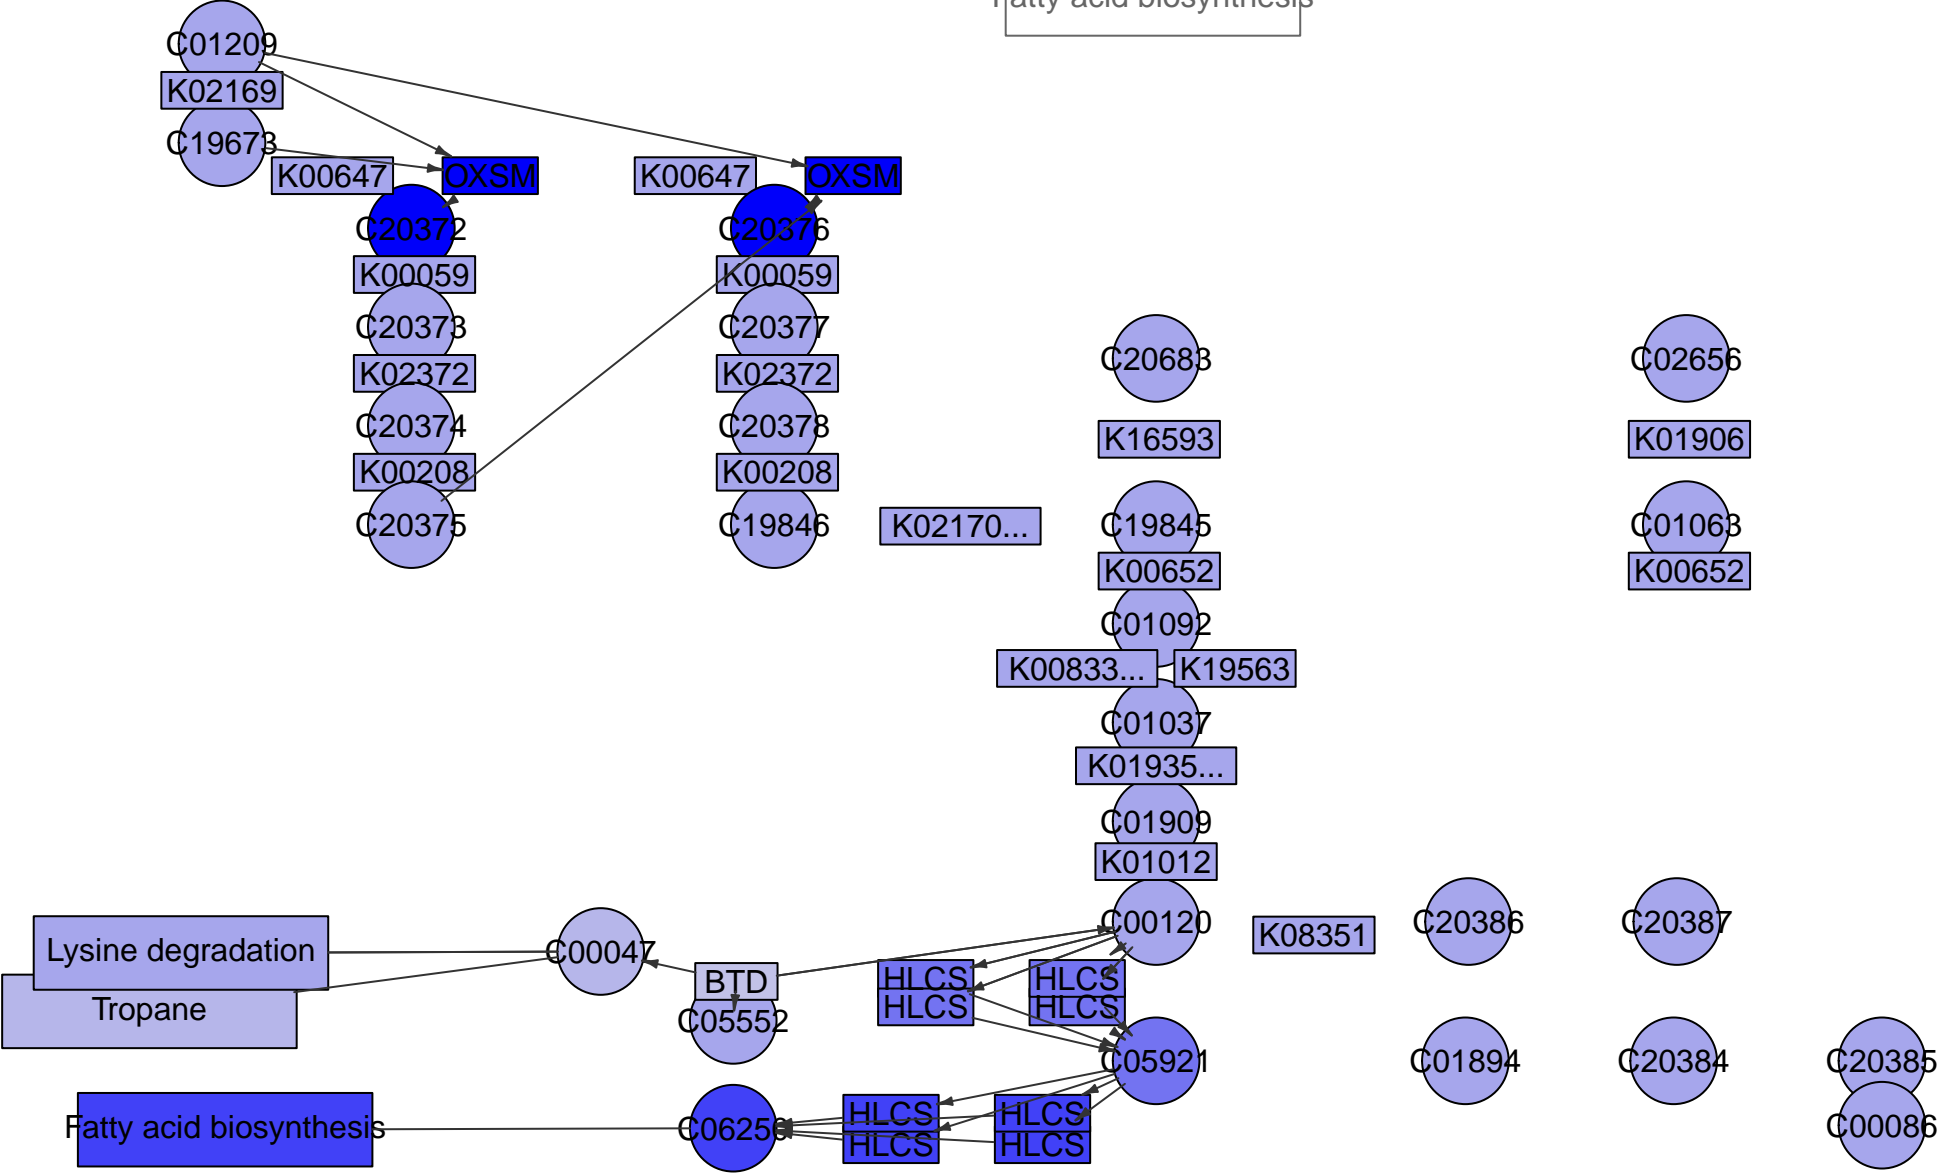 Fatty acid biosynthesis
C01209
K02169
C19673
K00647
OXSM
K00647
OXSM
C20372
C20376
K00059
K00059
C20373
C20377
C20683
C02656
K02372
K02372
C20374
C20378
K16593
K01906
K00208
K00208
C20375
C19846
K02170...
C19845
C01063
K00652
K00652
C01092
K00833...
K19563
C01037
K01935...
C01909
K01012
C00120
K08351
C20386
C20387
Lysine degradation
C00047
BTD
HLCS
HLCS
Tropane
HLCS
HLCS
C05552
C05921
C01894
C20384
C20385
Fatty acid biosynthesis
C06250
HLCS
HLCS
HLCS
HLCS
C00086